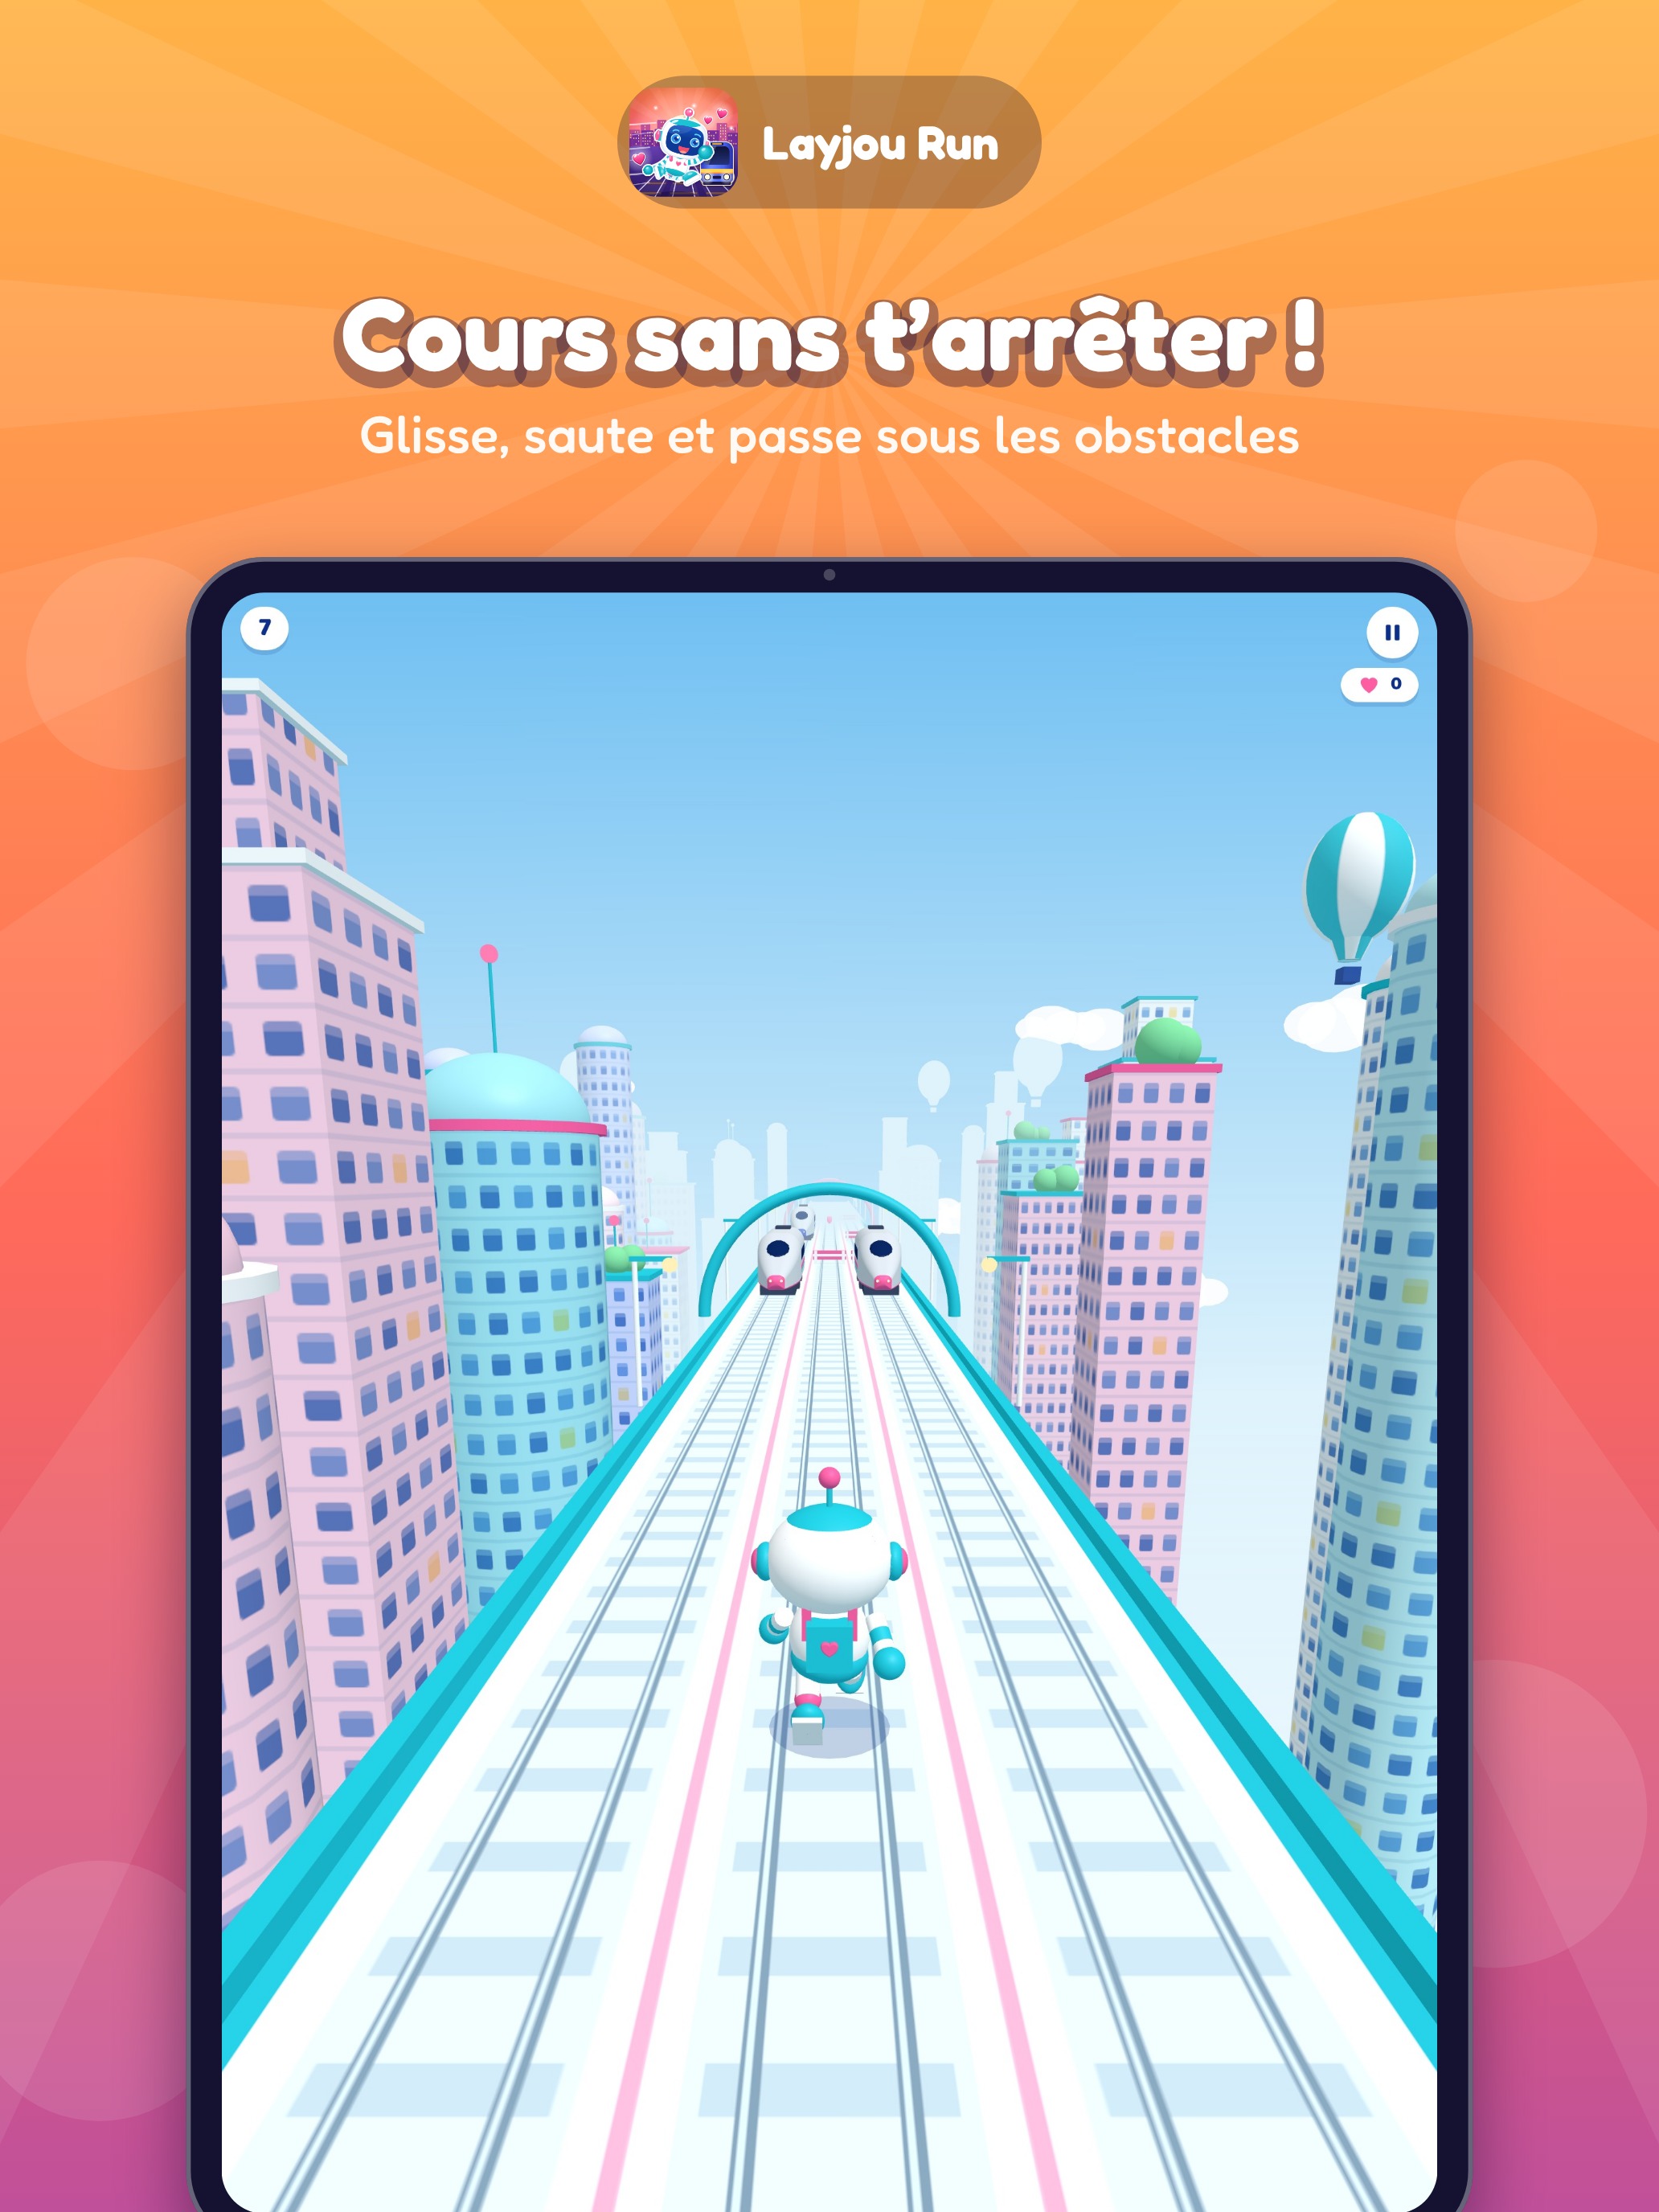 Layjou Run
Cours sans t’arrêter !
Glisse, saute et passe sous les obstacles
7
0